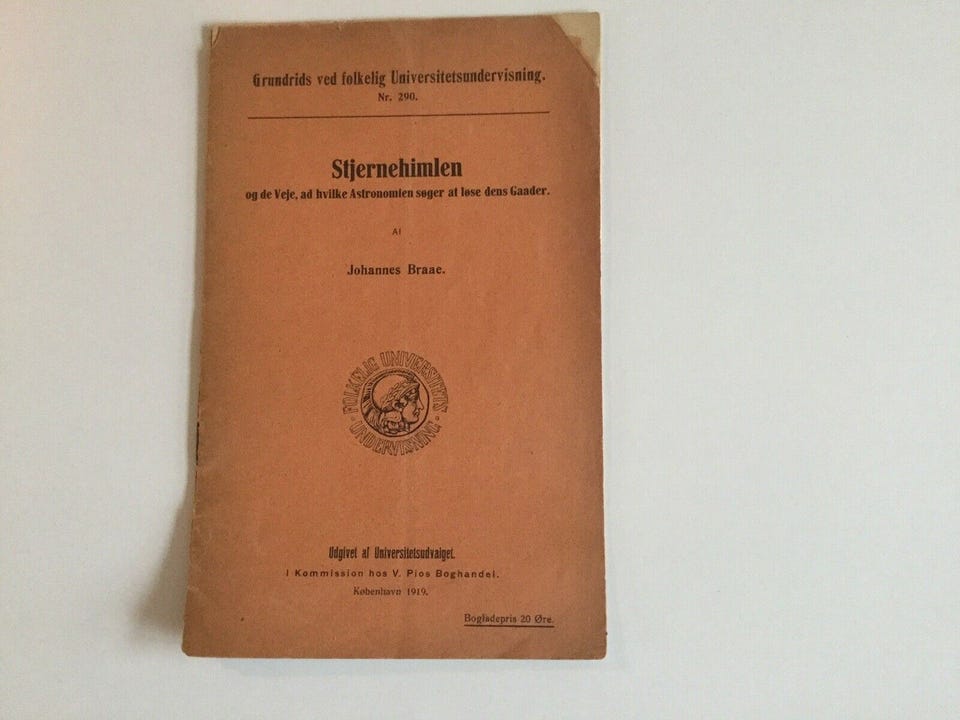 Grundrids ved folkelig Universitetsundervisning.
Nr. 290.
Stjernehimlen
og de Veje, ad hvilke Astronomien søger at løse dens Gaader.
Af
Johannes Braae.
FOLKELIG UNIVERSITETS
UNDERVISNING
Udgivet af Universitetsudvalget.
I Kommission hos V. Pios Boghandel.
København 1919.
Bogladepris 20 Øre.